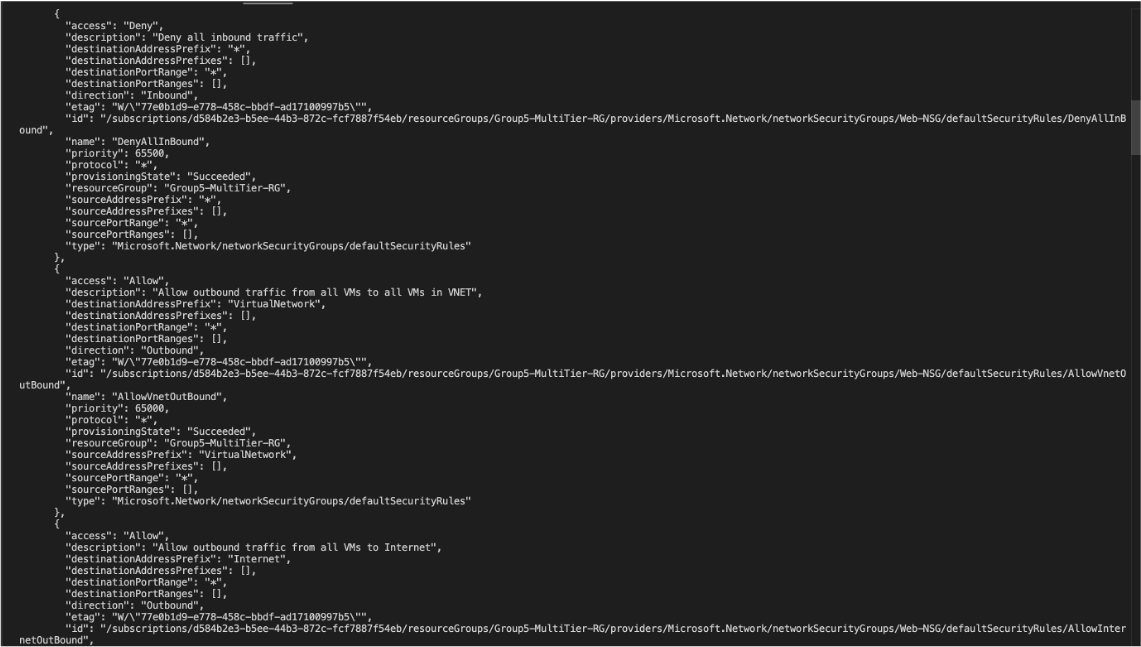 {
"access": "Deny",
"description": "Deny all inbound traffic",
"destinationAddressPrefix": "*",
"destinationAddressPrefixes": [],
"destinationPortRange": "*",
"destinationPortRanges": [],
"direction": "Inbound",
"etag": "W/\"77e0b1d9-e778-458c-bbdf-ad17100997b5\"",
"id": "/subscriptions/d584b2e3-b5ee-44b3-872c-fcf7887f54eb/resourceGroups/Group5-MultiTier-RG/providers/Microsoft.Network/networkSecurityGroups/Web-NSG/defaultSecurityRules/DenyAllInB
ound",
"name": "DenyAllInBound",
"priority": 65500,
"protocol": "*",
"provisioningState": "Succeeded",
"resourceGroup": "Group5-MultiTier-RG",
"sourceAddressPrefix": "*",
"sourceAddressPrefixes": [],
"sourcePortRange": "*",
"sourcePortRanges": [],
"type": "Microsoft.Network/networkSecurityGroups/defaultSecurityRules"
},
{
"access": "Allow",
"description": "Allow outbound traffic from all VMs to all VMs in VNET",
"destinationAddressPrefix": "VirtualNetwork",
"destinationAddressPrefixes": [],
"destinationPortRange": "*",
"destinationPortRanges": [],
"direction": "Outbound",
"etag": "W/\"77e0b1d9-e778-458c-bbdf-ad17100997b5\"",
"id": "/subscriptions/d584b2e3-b5ee-44b3-872c-fcf7887f54eb/resourceGroups/Group5-MultiTier-RG/providers/Microsoft.Network/networkSecurityGroups/Web-NSG/defaultSecurityRules/AllowVnetO
utBound",
"name": "AllowVnetOutBound",
"priority": 65000,
"protocol": "*",
"provisioningState": "Succeeded",
"resourceGroup": "Group5-MultiTier-RG",
"sourceAddressPrefix": "VirtualNetwork",
"sourceAddressPrefixes": [],
"sourcePortRange": "*",
"sourcePortRanges": [],
"type": "Microsoft.Network/networkSecurityGroups/defaultSecurityRules"
},
{
"access": "Allow",
"description": "Allow outbound traffic from all VMs to Internet",
"destinationAddressPrefix": "Internet",
"destinationAddressPrefixes": [],
"destinationPortRange": "*",
"destinationPortRanges": [],
"direction": "Outbound",
"etag": "W/\"77e0b1d9-e778-458c-bbdf-ad17100997b5\"",
"id": "/subscriptions/d584b2e3-b5ee-44b3-872c-fcf7887f54eb/resourceGroups/Group5-MultiTier-RG/providers/Microsoft.Network/networkSecurityGroups/Web-NSG/defaultSecurityRules/AllowInter
netOutBound",